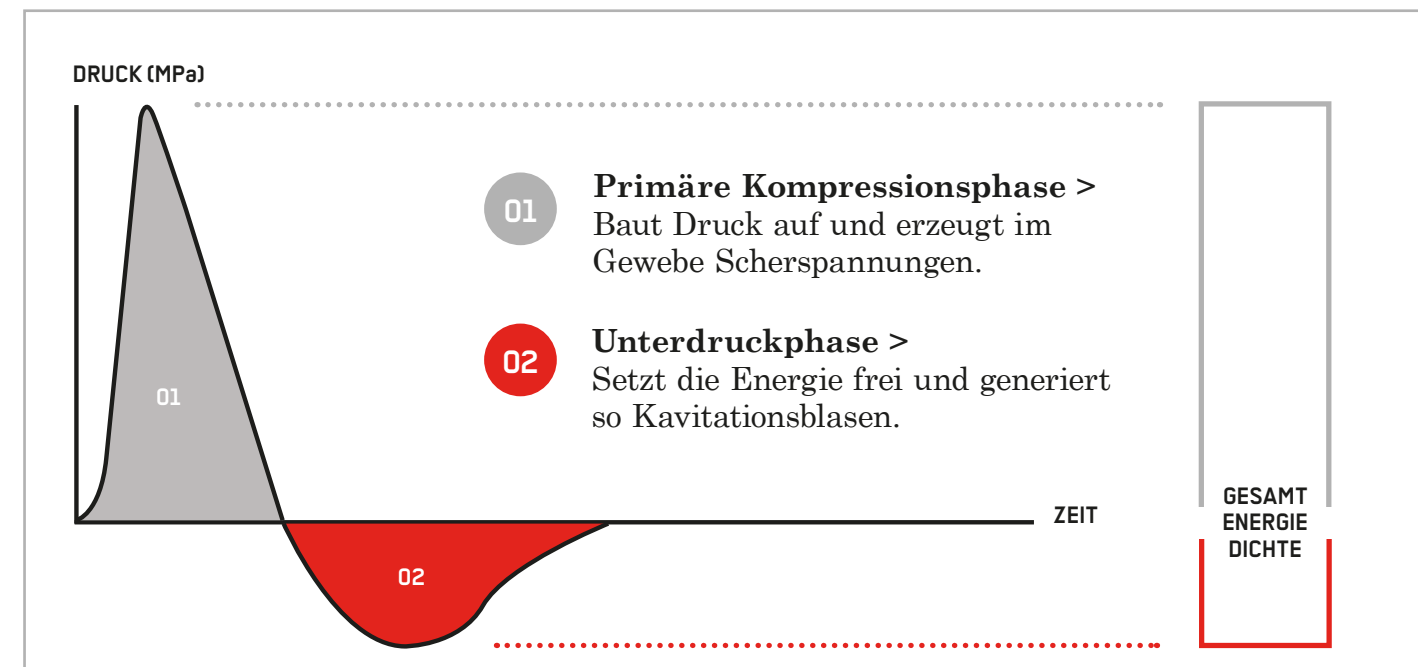 DRUCK (MPa)
01
Primäre Kompressionsphase >
Baut Druck auf und erzeugt im
Gewebe Scherspannungen.
02
Unterdruckphase >
Setzt die Energie frei und generiert
so Kavitationsblasen.
01
02
ZEIT
GESAMT
ENERGIE
DICHTE